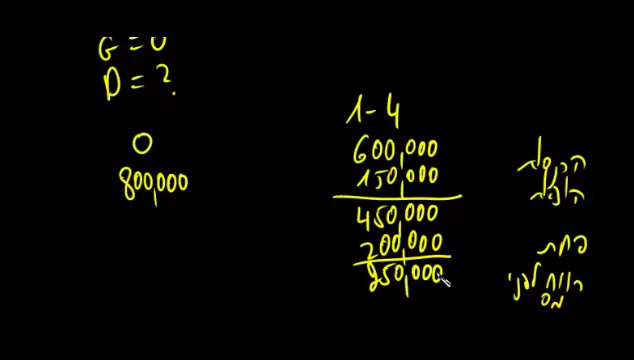 G = 0
D = ?
0
800,000
1-4
600,000
150,000
450,000
200,000
250,000
הכנסות
הוצאות
פחת
רווח לפני
מס